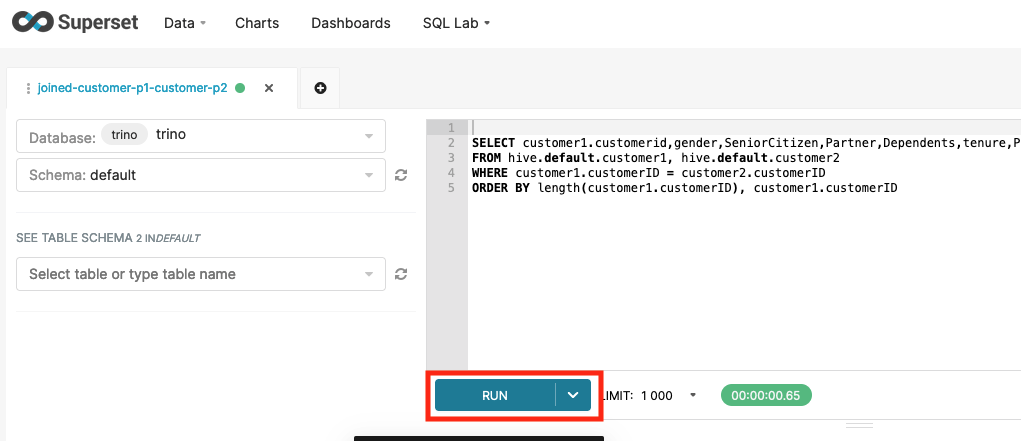 Superset Data Charts Dashboards SQL Lab
joined-customer-p1-customer-p2
Database: trino trino
Schema: default
SEE TABLE SCHEMA 2 IN DEFAULT
Select table or type table name
1
2 SELECT customer1.customerid,gender,SeniorCitizen,Partner,Dependents,tenure,P
3 FROM hive.default.customer1, hive.default.customer2
4 WHERE customer1.customerID = customer2.customerID
5 ORDER BY length(customer1.customerID), customer1.customerID
RUN IMIT: 1 000 00:00:00.65